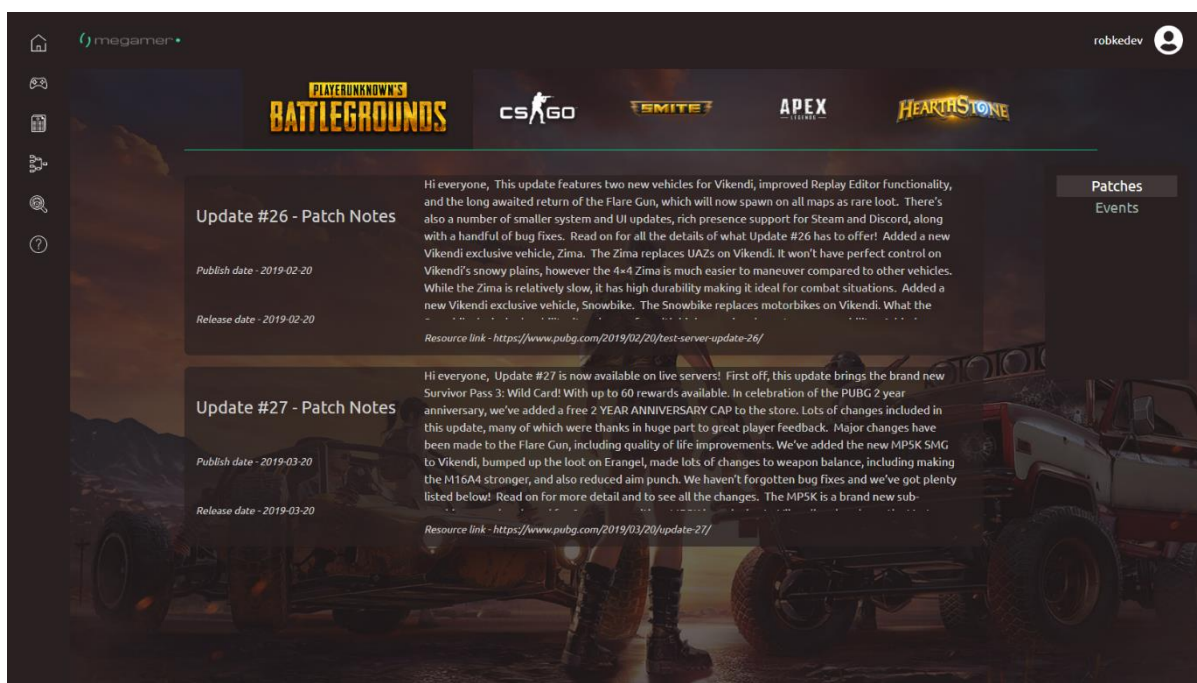 megamer
robkedev
PLAYERUNKNOWN'S
BATTLEGROUNDS
CS GO
SMITE
APEX
LEGENDS
HEARTHSTONE
Update #26 - Patch Notes
Publish date - 2019-02-20
Release date - 2019-02-20
Hi everyone, This update features two new vehicles for Vikendi, improved Replay Editor functionality,
and the long awaited return of the Flare Gun, which will now spawn on all maps as rare loot. There's
also a number of smaller system and UI updates, rich presence support for Steam and Discord, along
with a handful of bug fixes. Read on for all the details of what Update #26 has to offer! Added a new
Vikendi exclusive vehicle, Zima. The Zima replaces UAZs on Vikendi. It won't have perfect control on
Vikendi's snowy plains, however the 4×4 Zima is much easier to maneuver compared to other vehicles.
While the Zima is relatively slow, it has high durability making it ideal for combat situations. Added a
new Vikendi exclusive vehicle, Snowbike. The Snowbike replaces motorbikes on Vikendi. What the
Resource link - https://www.pubg.com/2019/02/20/test-server-update-26/
Update #27 - Patch Notes
Publish date - 2019-03-20
Release date - 2019-03-20
Hi everyone, Update #27 is now available on live servers! First off, this update brings the brand new
Survivor Pass 3: Wild Card! With up to 60 rewards available. In celebration of the PUBG 2 year
anniversary, we've added a free 2 YEAR ANNIVERSARY CAP to the store. Lots of changes included in
this update, many of which were thanks in huge part to great player feedback. Major changes have
been made to the Flare Gun, including quality of life improvements. We've added the new MP5K SMG
to Vikendi, bumped up the loot on Erangel, made lots of changes to weapon balance, including making
the M16A4 stronger, and also reduced aim punch. We haven't forgotten bug fixes and we've got plenty
listed below! Read on for more detail and to see all the changes. The MP5K is a brand new sub-
Resource link - https://www.pubg.com/2019/03/20/update-27/
Patches
Events